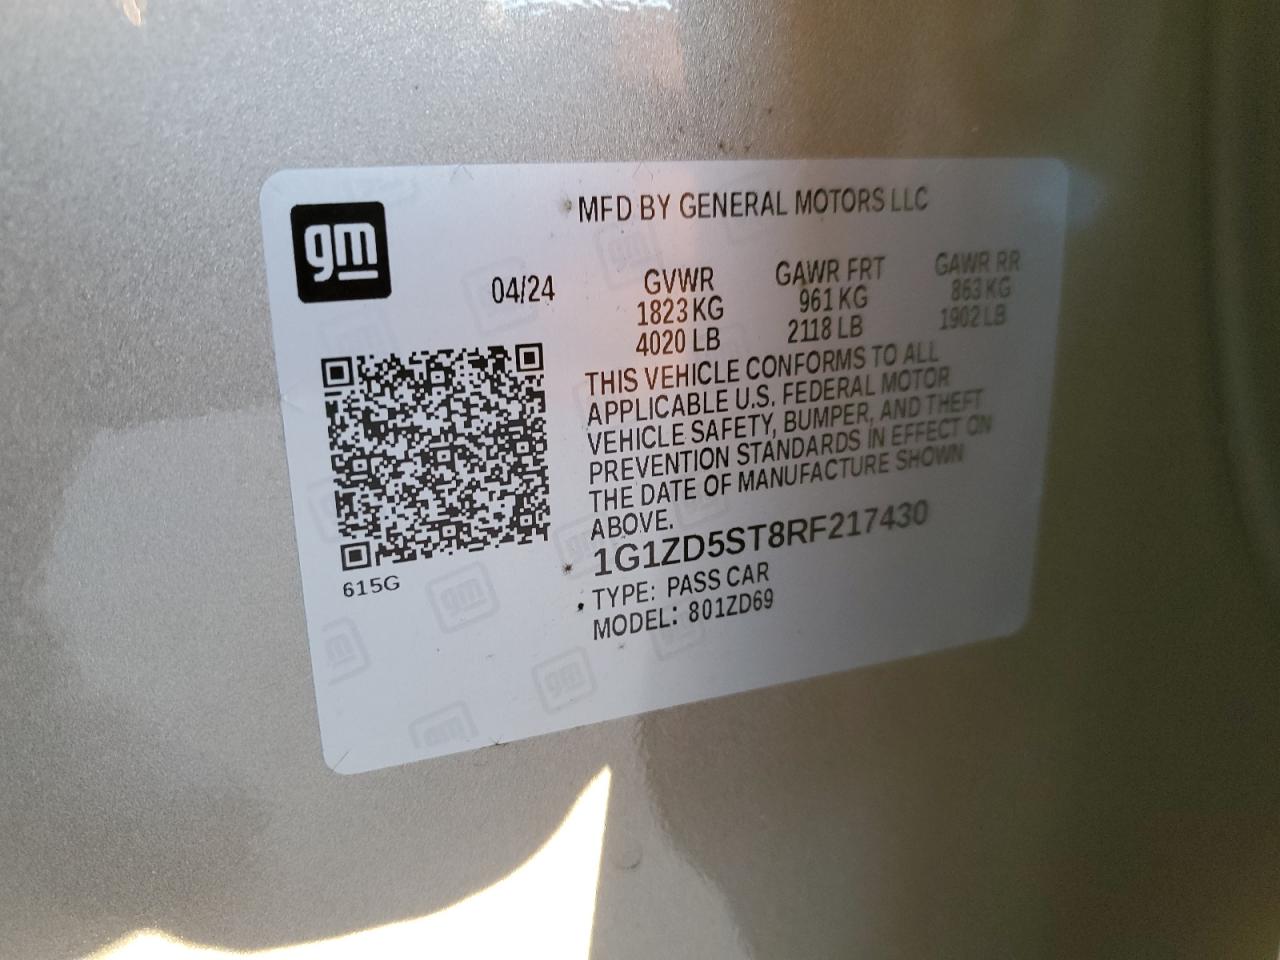 gm
MFD BY GENERAL MOTORS LLC
04/24
GVWR GAWR FRT GAWR RR
1823 KG 961 KG 863 KG
4020 LB 2118 LB 1902 LB
THIS VEHICLE CONFORMS TO ALL
APPLICABLE U.S. FEDERAL MOTOR
VEHICLE SAFETY, BUMPER, AND THEFT
PREVENTION STANDARDS IN EFFECT ON
THE DATE OF MANUFACTURE SHOWN
ABOVE.
1G1ZD5ST8RF217430
TYPE: PASS CAR
MODEL: 801ZD69
615G